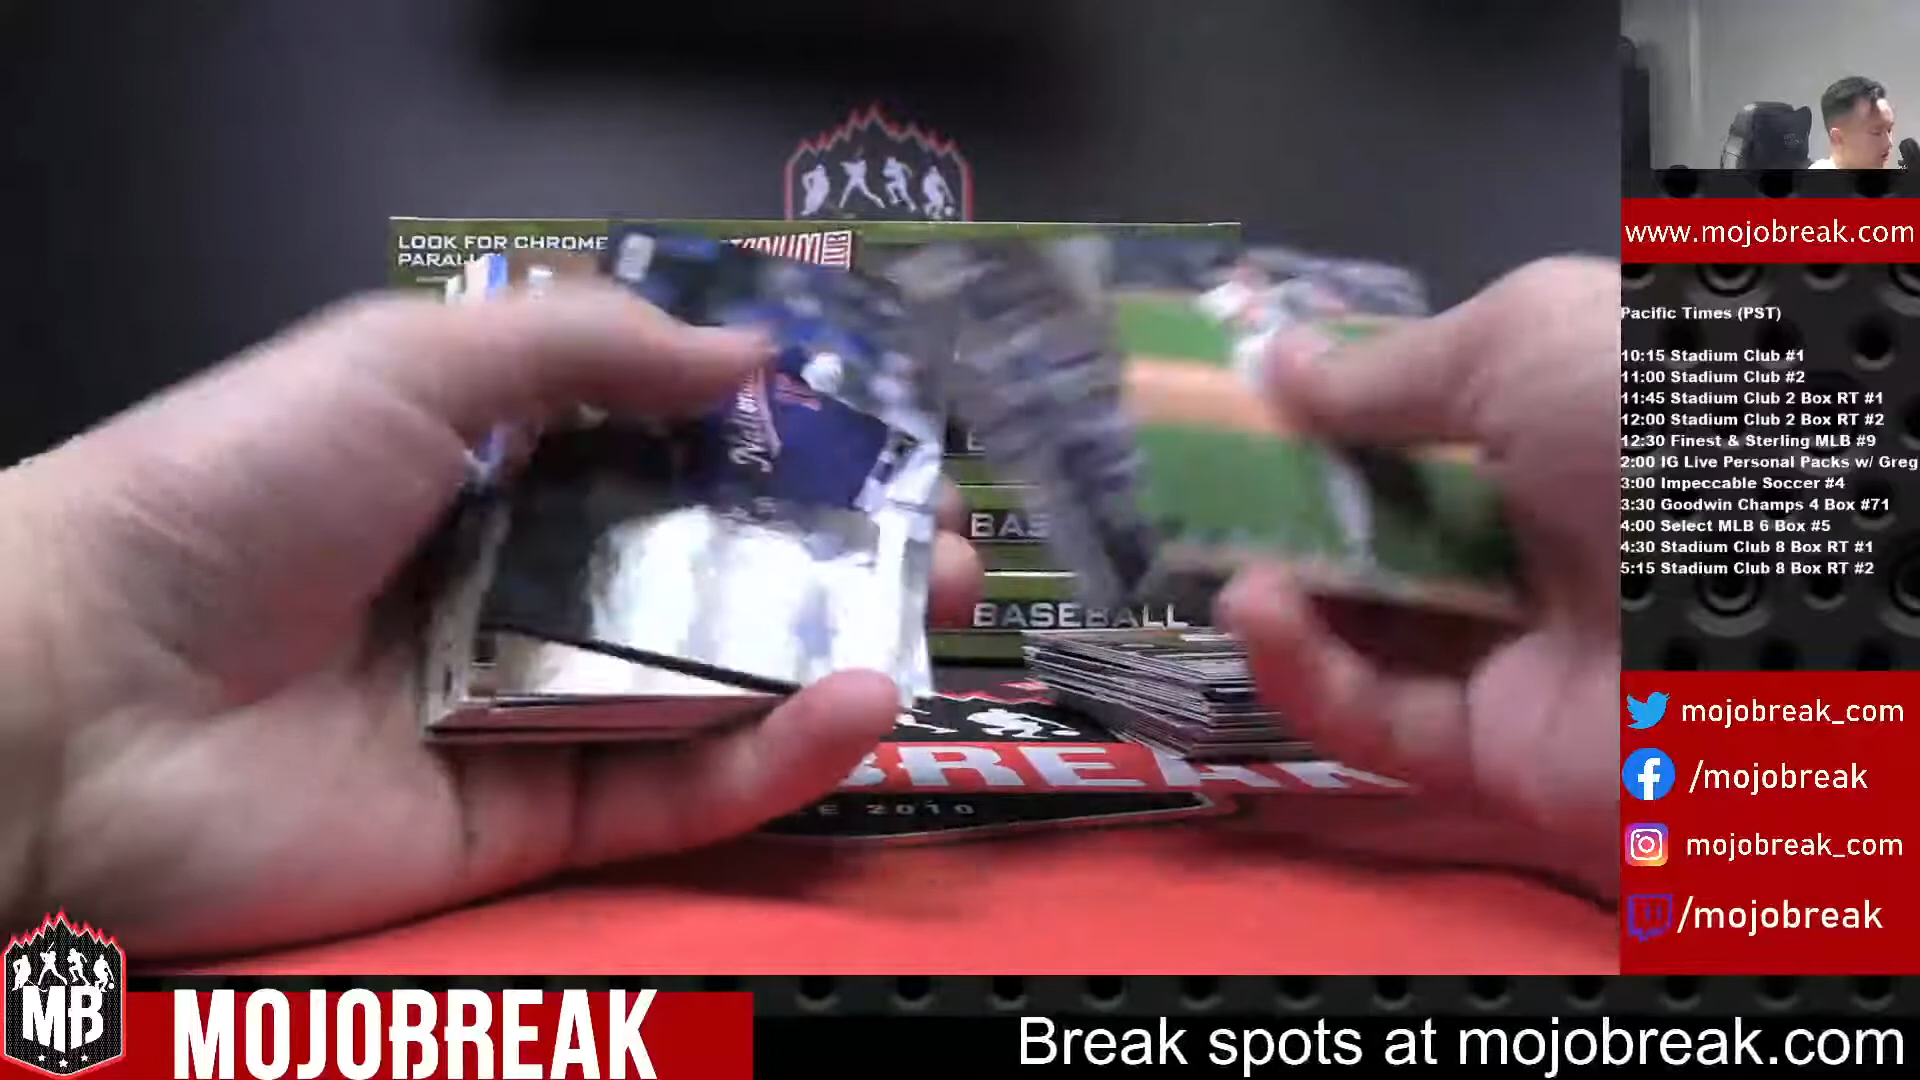 LOOK FOR CHROME
BASEBALL
BREAK
2010
www.mojobreak.com
Pacific Times (PST)
10:15 Stadium Club #1
11:00 Stadium Club #2
11:45 Stadium Club 2 Box RT #1
12:00 Stadium Club 2 Box RT #2
12:30 Finest & Sterling MLB #9
2:00 IG Live Personal Packs w/ Greg
3:00 Impeccable Soccer #4
3:30 Goodwin Champs 4 Box #71
4:00 Select MLB 6 Box #5
4:30 Stadium Club 8 Box RT #1
5:15 Stadium Club 8 Box RT #2
mojobreak_com
/mojobreak
mojobreak_com
/mojobreak
MB
MOJOBREAK
Break spots at mojobreak.com